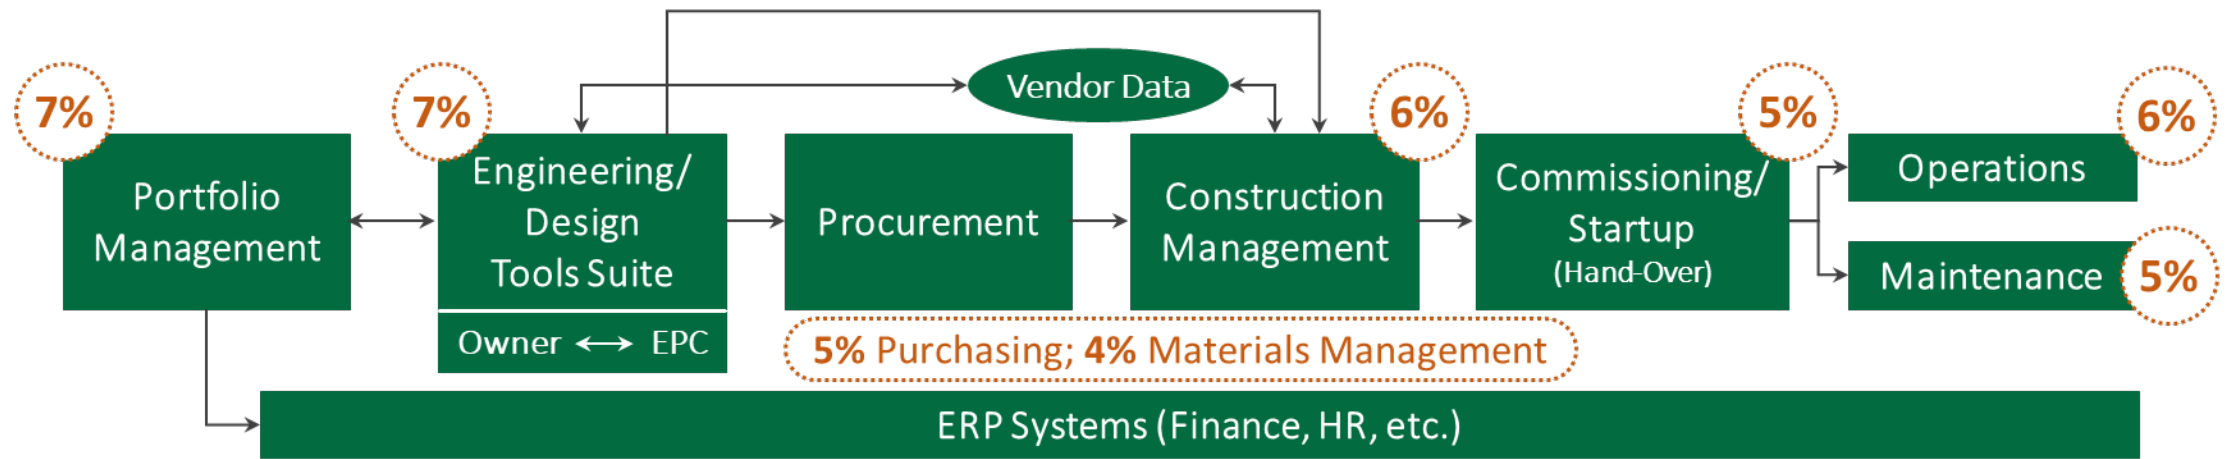 Vendor Data
7%
Portfolio
Management
7%
Engineering/
Design
Tools Suite
Owner EPC
Procurement
6%
Construction
Management
5% Purchasing; 4% Materials Management
5%
Commissioning/
Startup
(Hand-Over)
6%
Operations
Maintenance
5%
ERP Systems (Finance, HR, etc.)